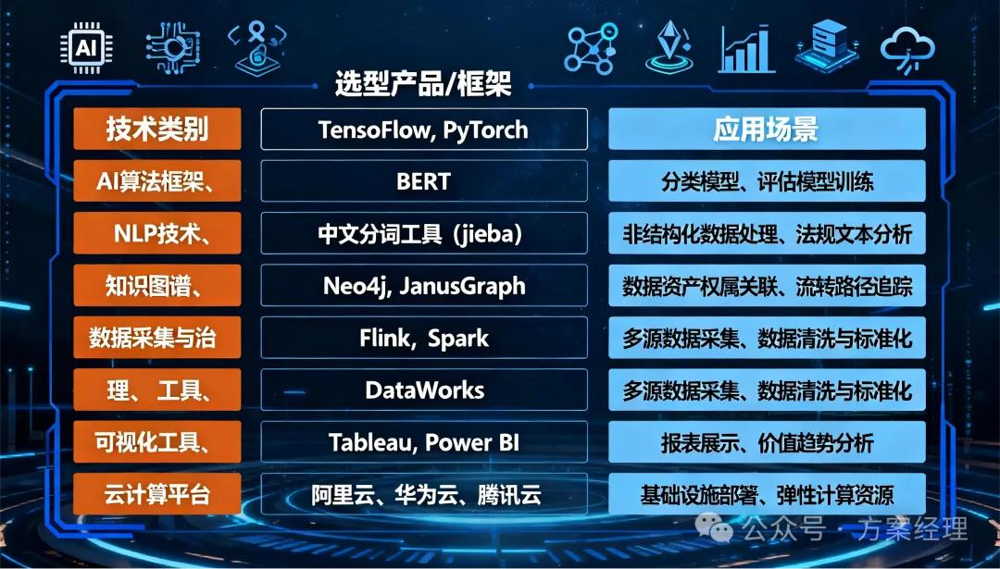 AI
选型产品/框架
技术类别 TensoFlow, PyTorch 应用场景
AI算法框架、 BERT 分类模型、评估模型训练
NLP技术、 中文分词工具（jieba） 非结构化数据处理、法规文本分析
知识图谱、 Neo4j, JanusGraph 数据资产权属关联、流转路径追踪
数据采集与治 Flink, Spark 多源数据采集、数据清洗与标准化
理、 工具、 DataWorks 多源数据采集、数据清洗与标准化
可视化工具、 Tableau, Power BI 报表展示、价值趋势分析
云计算平台 阿里云、华为云、腾讯云 基础设施部署、弹性计算资源
公众号 · 方案经理